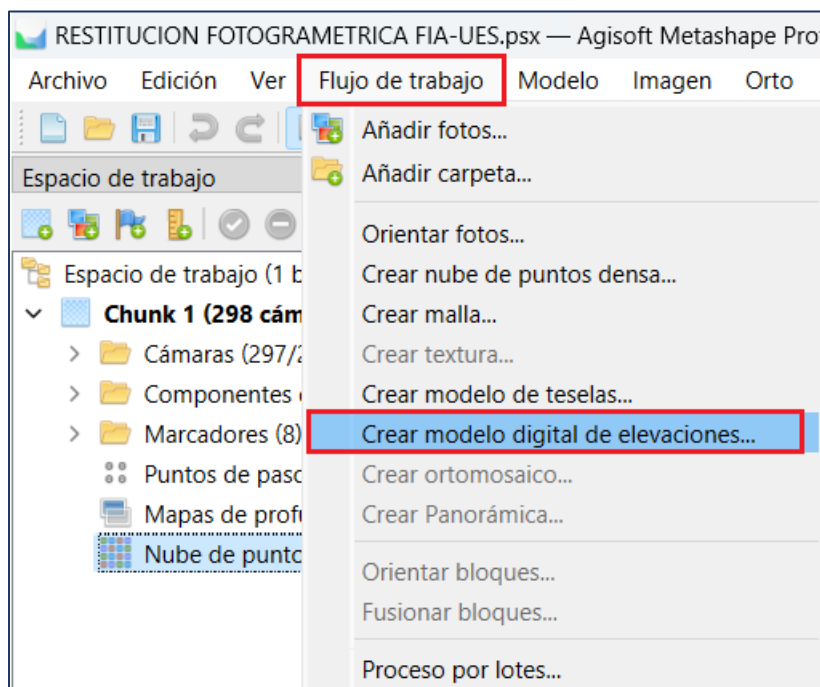 RESTITUCION FOTOGRAMETRICA FIA-UES.psx — Agisoft Metashape Pro
Archivo Edición Ver Flujo de trabajo Modelo Imagen Orto
Espacio de trabajo
Espacio de trabajo (1 b
Chunk 1 (298 cám
Cámaras (297/2
Componentes
Marcadores (8)
Puntos de paso
Mapas de profu
Nube de punto
Añadir fotos...
Añadir carpeta...
Orientar fotos...
Crear nube de puntos densa...
Crear malla...
Crear textura...
Crear modelo de teselas...
Crear modelo digital de elevaciones...
Crear ortomosaico...
Crear Panorámica...
Orientar bloques...
Fusionar bloques...
Proceso por lotes...